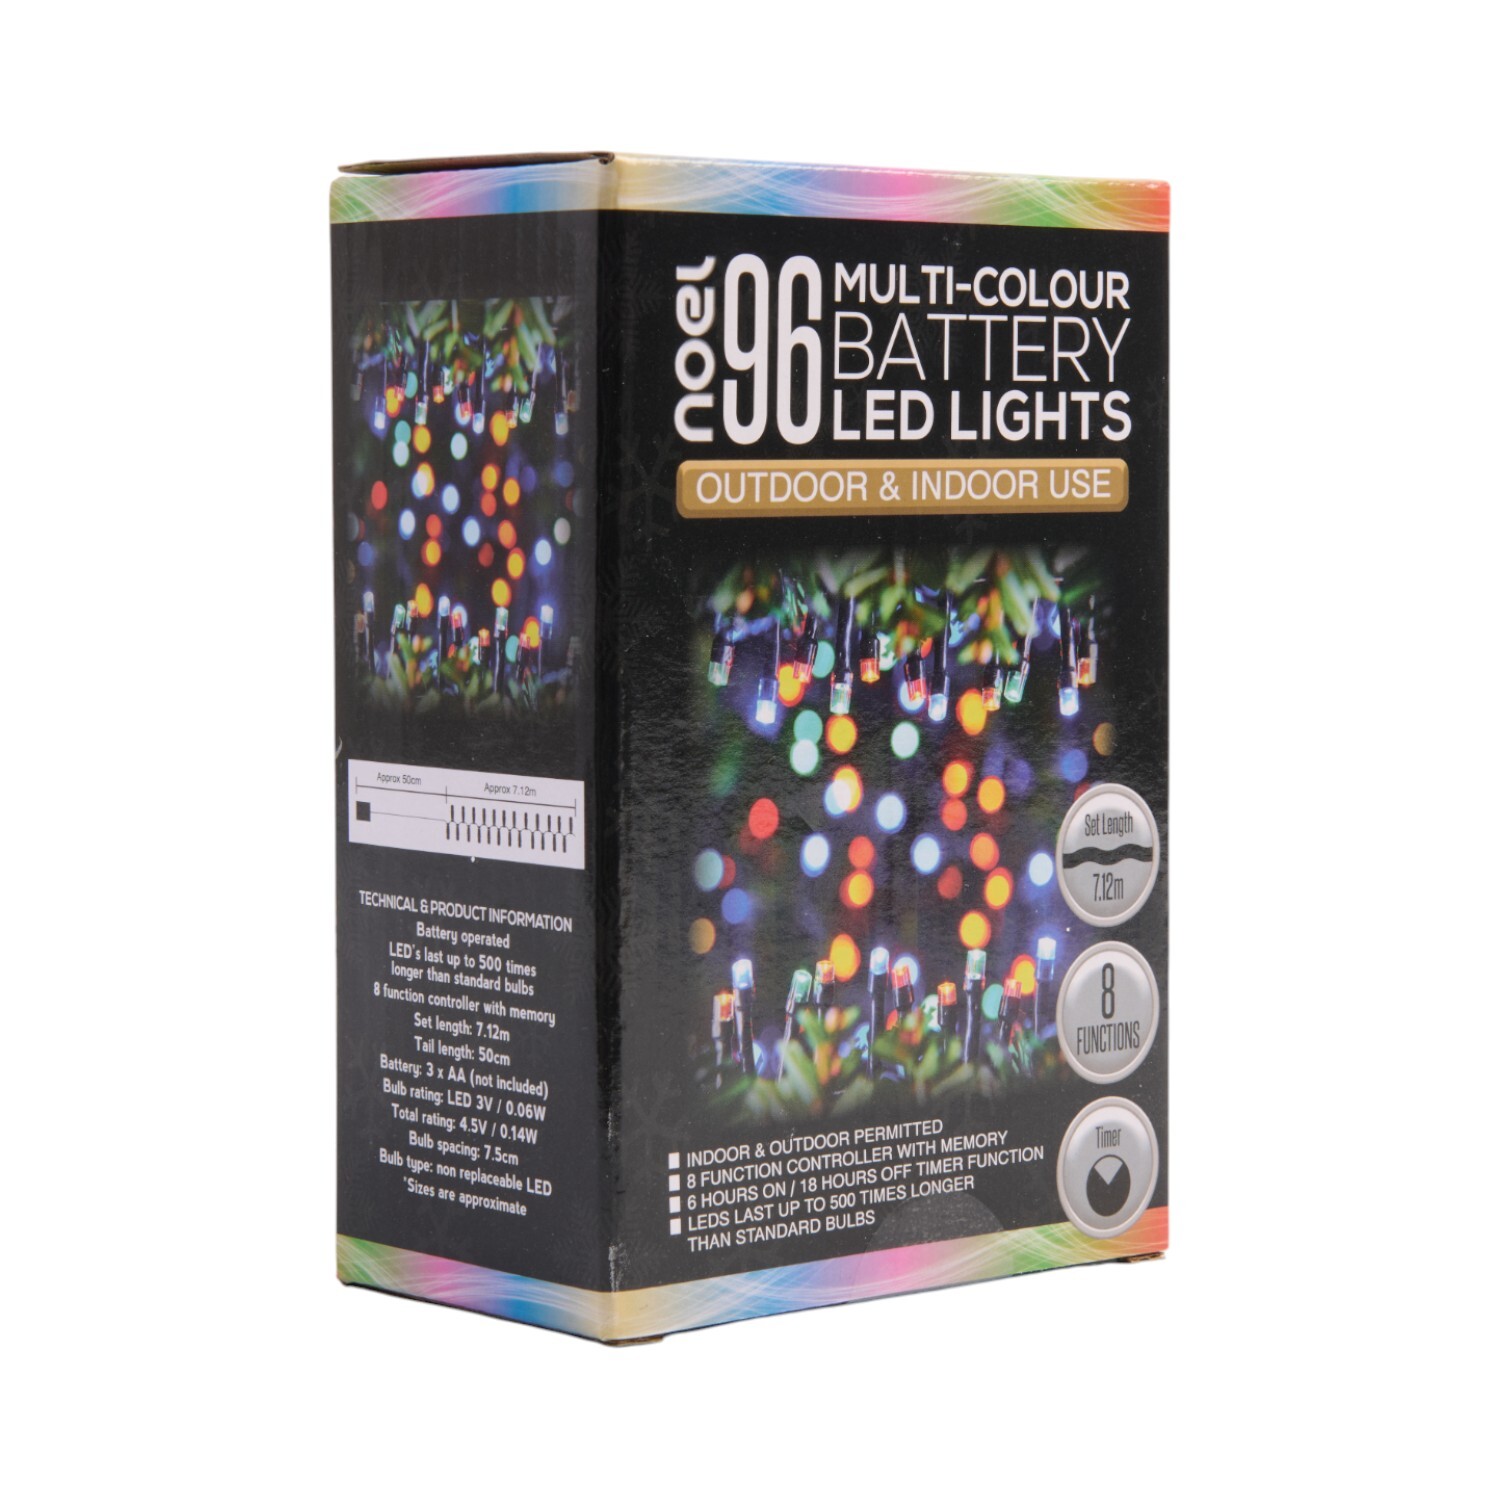 noel
96
MULTI-COLOUR
BATTERY
LED LIGHTS
OUTDOOR & INDOOR USE
Set Length
7.12m
8
FUNCTIONS
Timer
INDOOR & OUTDOOR PERMITTED
8 FUNCTION CONTROLLER WITH MEMORY
6 HOURS ON / 18 HOURS OFF TIMER FUNCTION
LEDS LAST UP TO 500 TIMES LONGER
THAN STANDARD BULBS
Approx 50cm
Approx 7.12m
TECHNICAL & PRODUCT INFORMATION
Battery operated
LED's last up to 500 times
longer than standard bulbs
8 function controller with memory
Set length: 7.12m
Tail length: 50cm
Battery: 3 x AA (not included)
Bulb rating: LED 3V / 0.06W
Total rating: 4.5V / 0.14W
Bulb spacing: 7.5cm
Bulb type: non replaceable LED
*Sizes are approximate